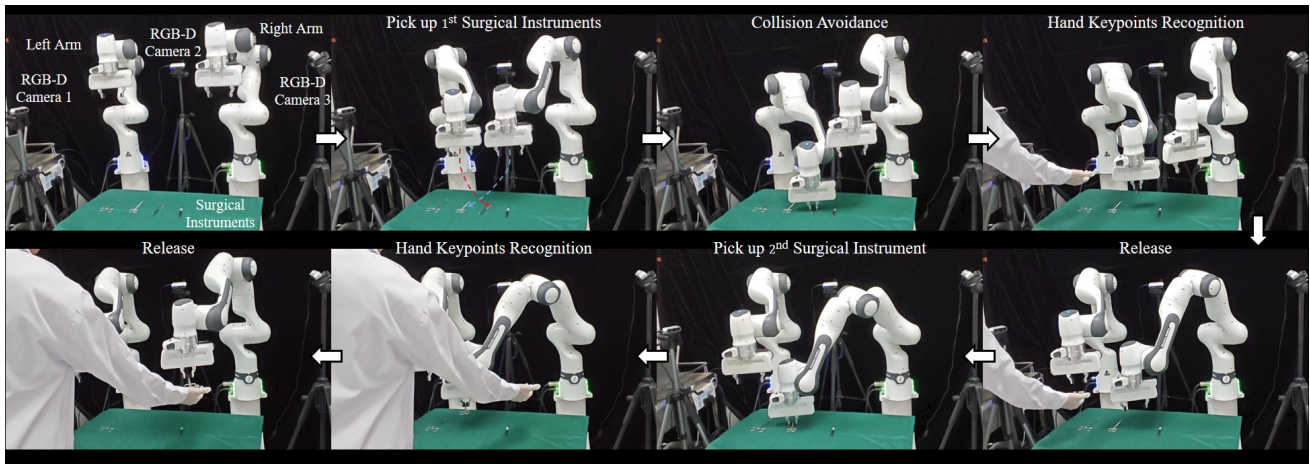 Left Arm
RGB-D
Camera 2
Right Arm
RGB-D
Camera 1
RGB-D
Camera 3
Surgical
Instruments
Pick up 1st Surgical Instruments
Collision Avoidance
Hand Keypoints Recognition
Release
Pick up 2nd Surgical Instrument
Hand Keypoints Recognition
Release